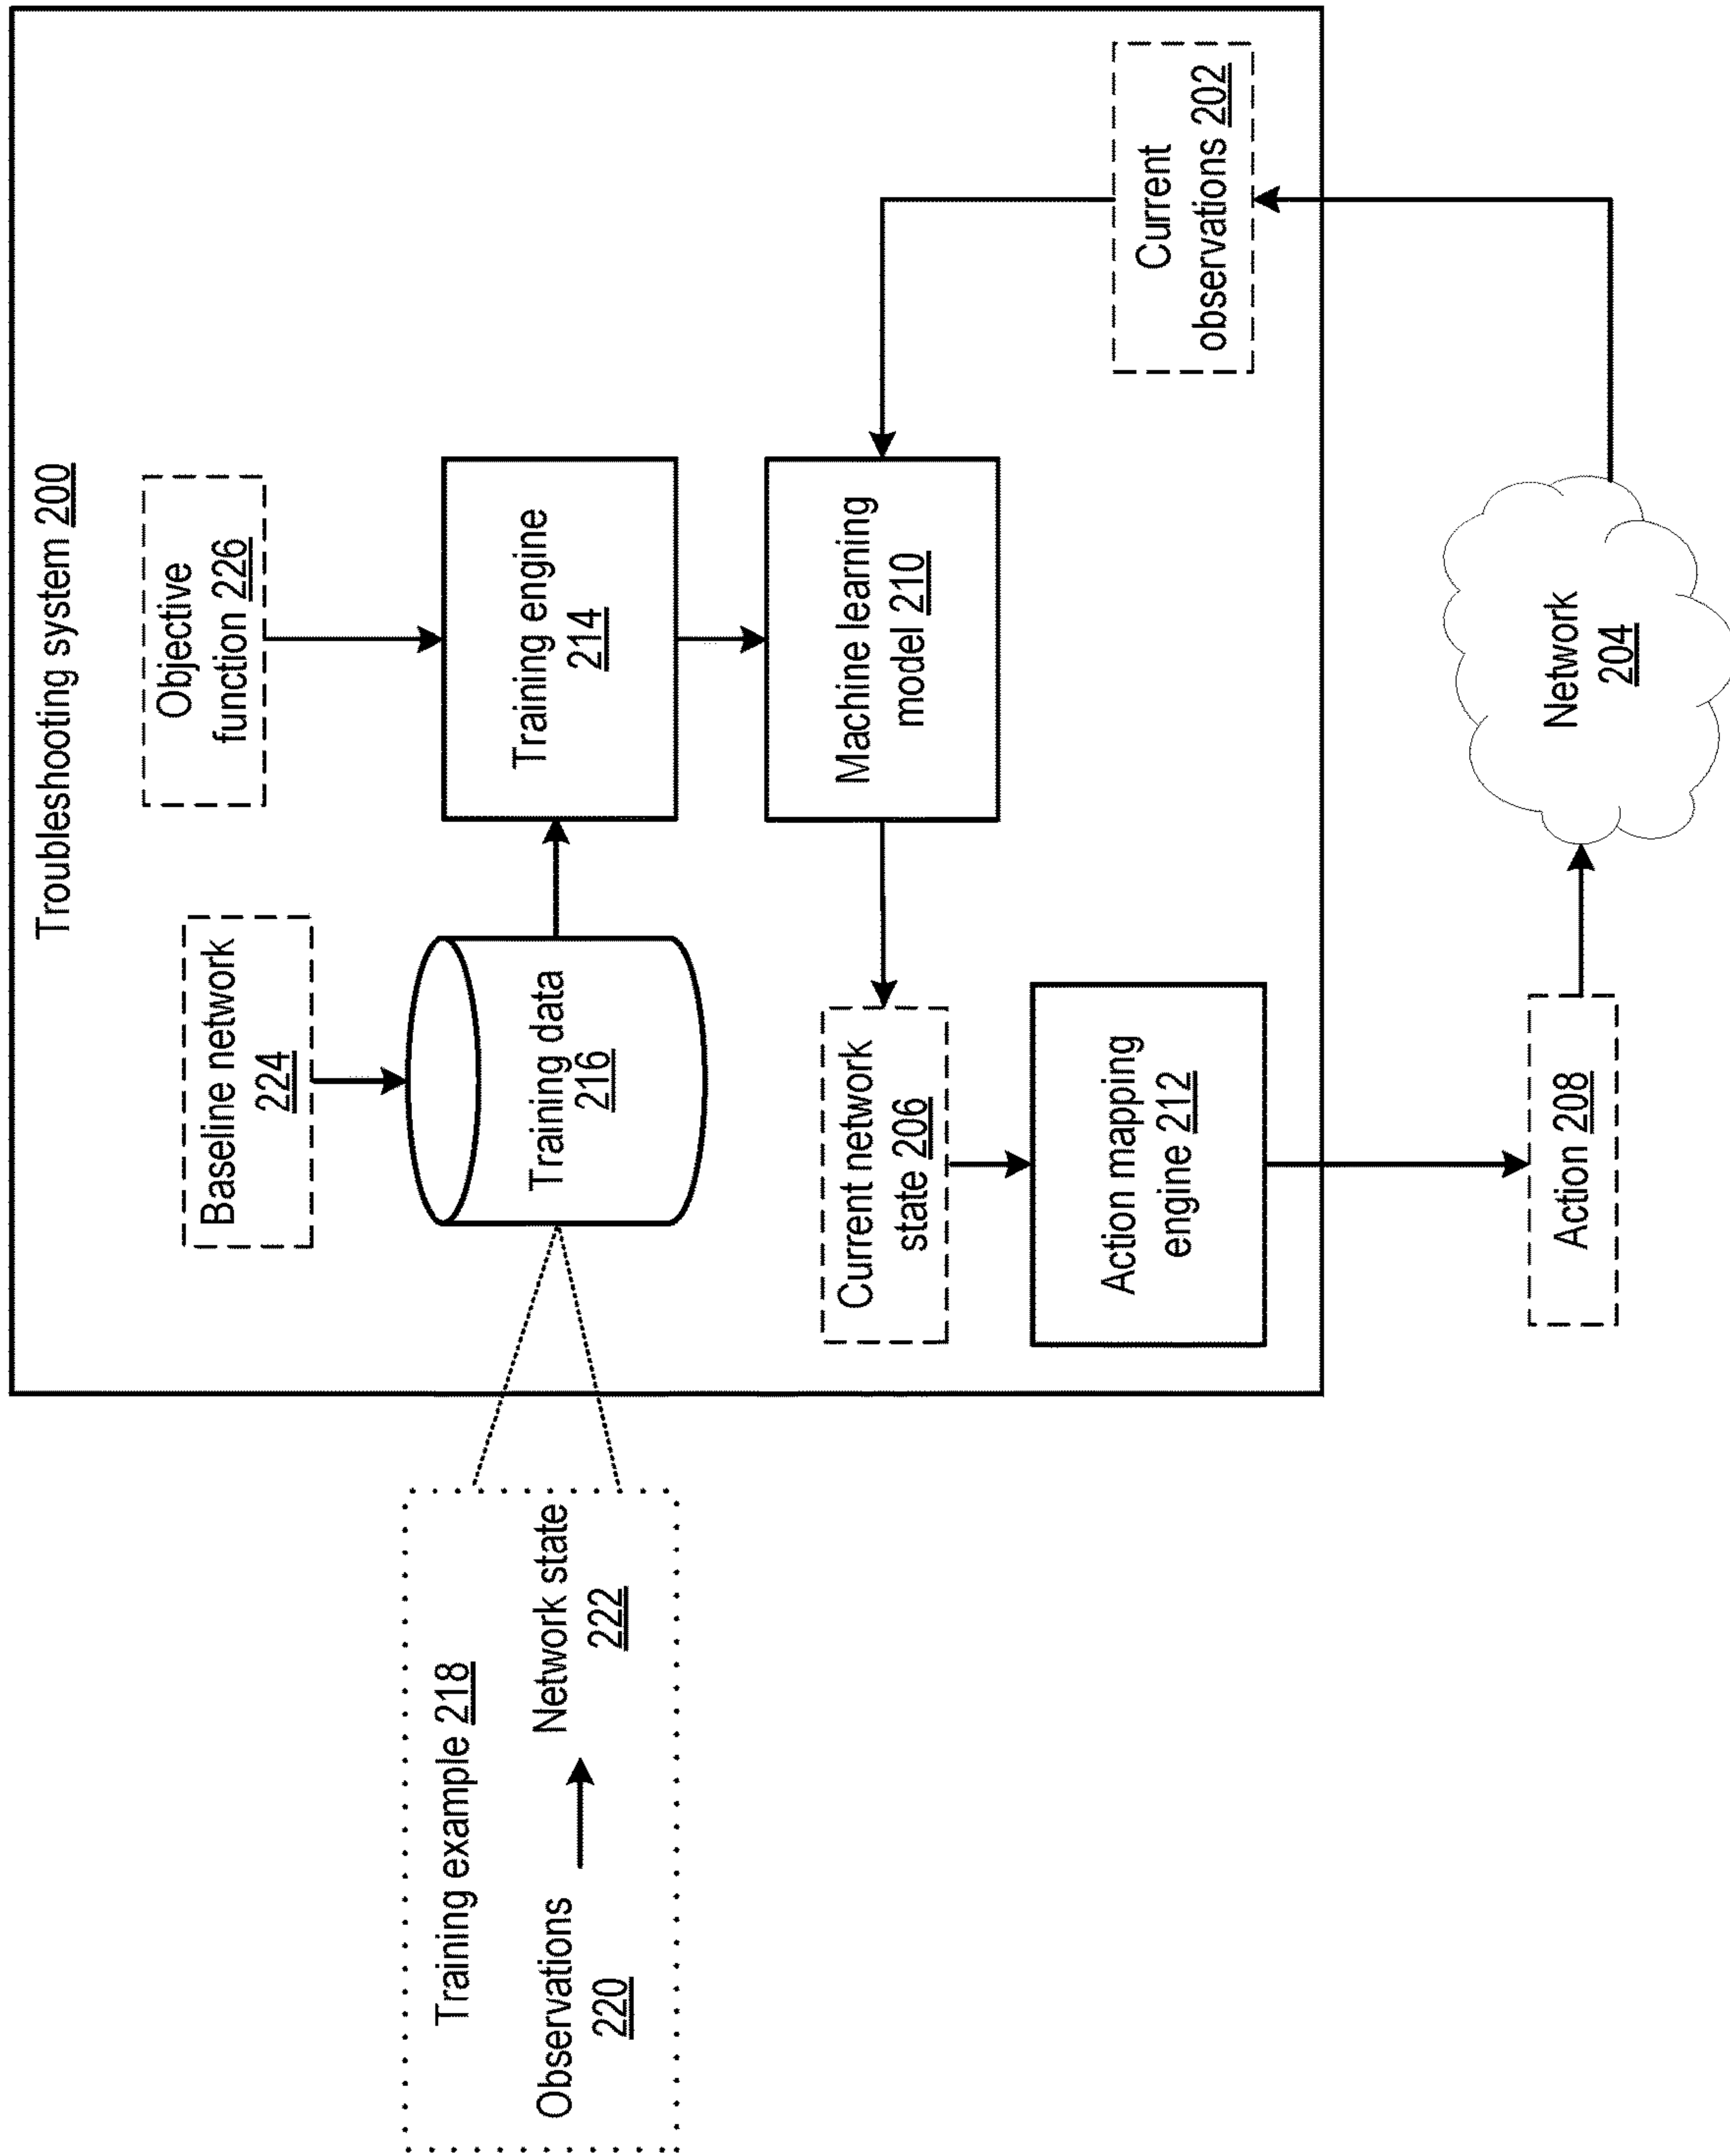 Troubleshooting system 200
Baseline network
224
Objective
function 226
Training example 218
Observations
220
Network state
222
Training data
216
Training engine
214
Current network
state 206
Machine learning
model 210
Action mapping
engine 212
Current
observations 202
Action 208
Network
204